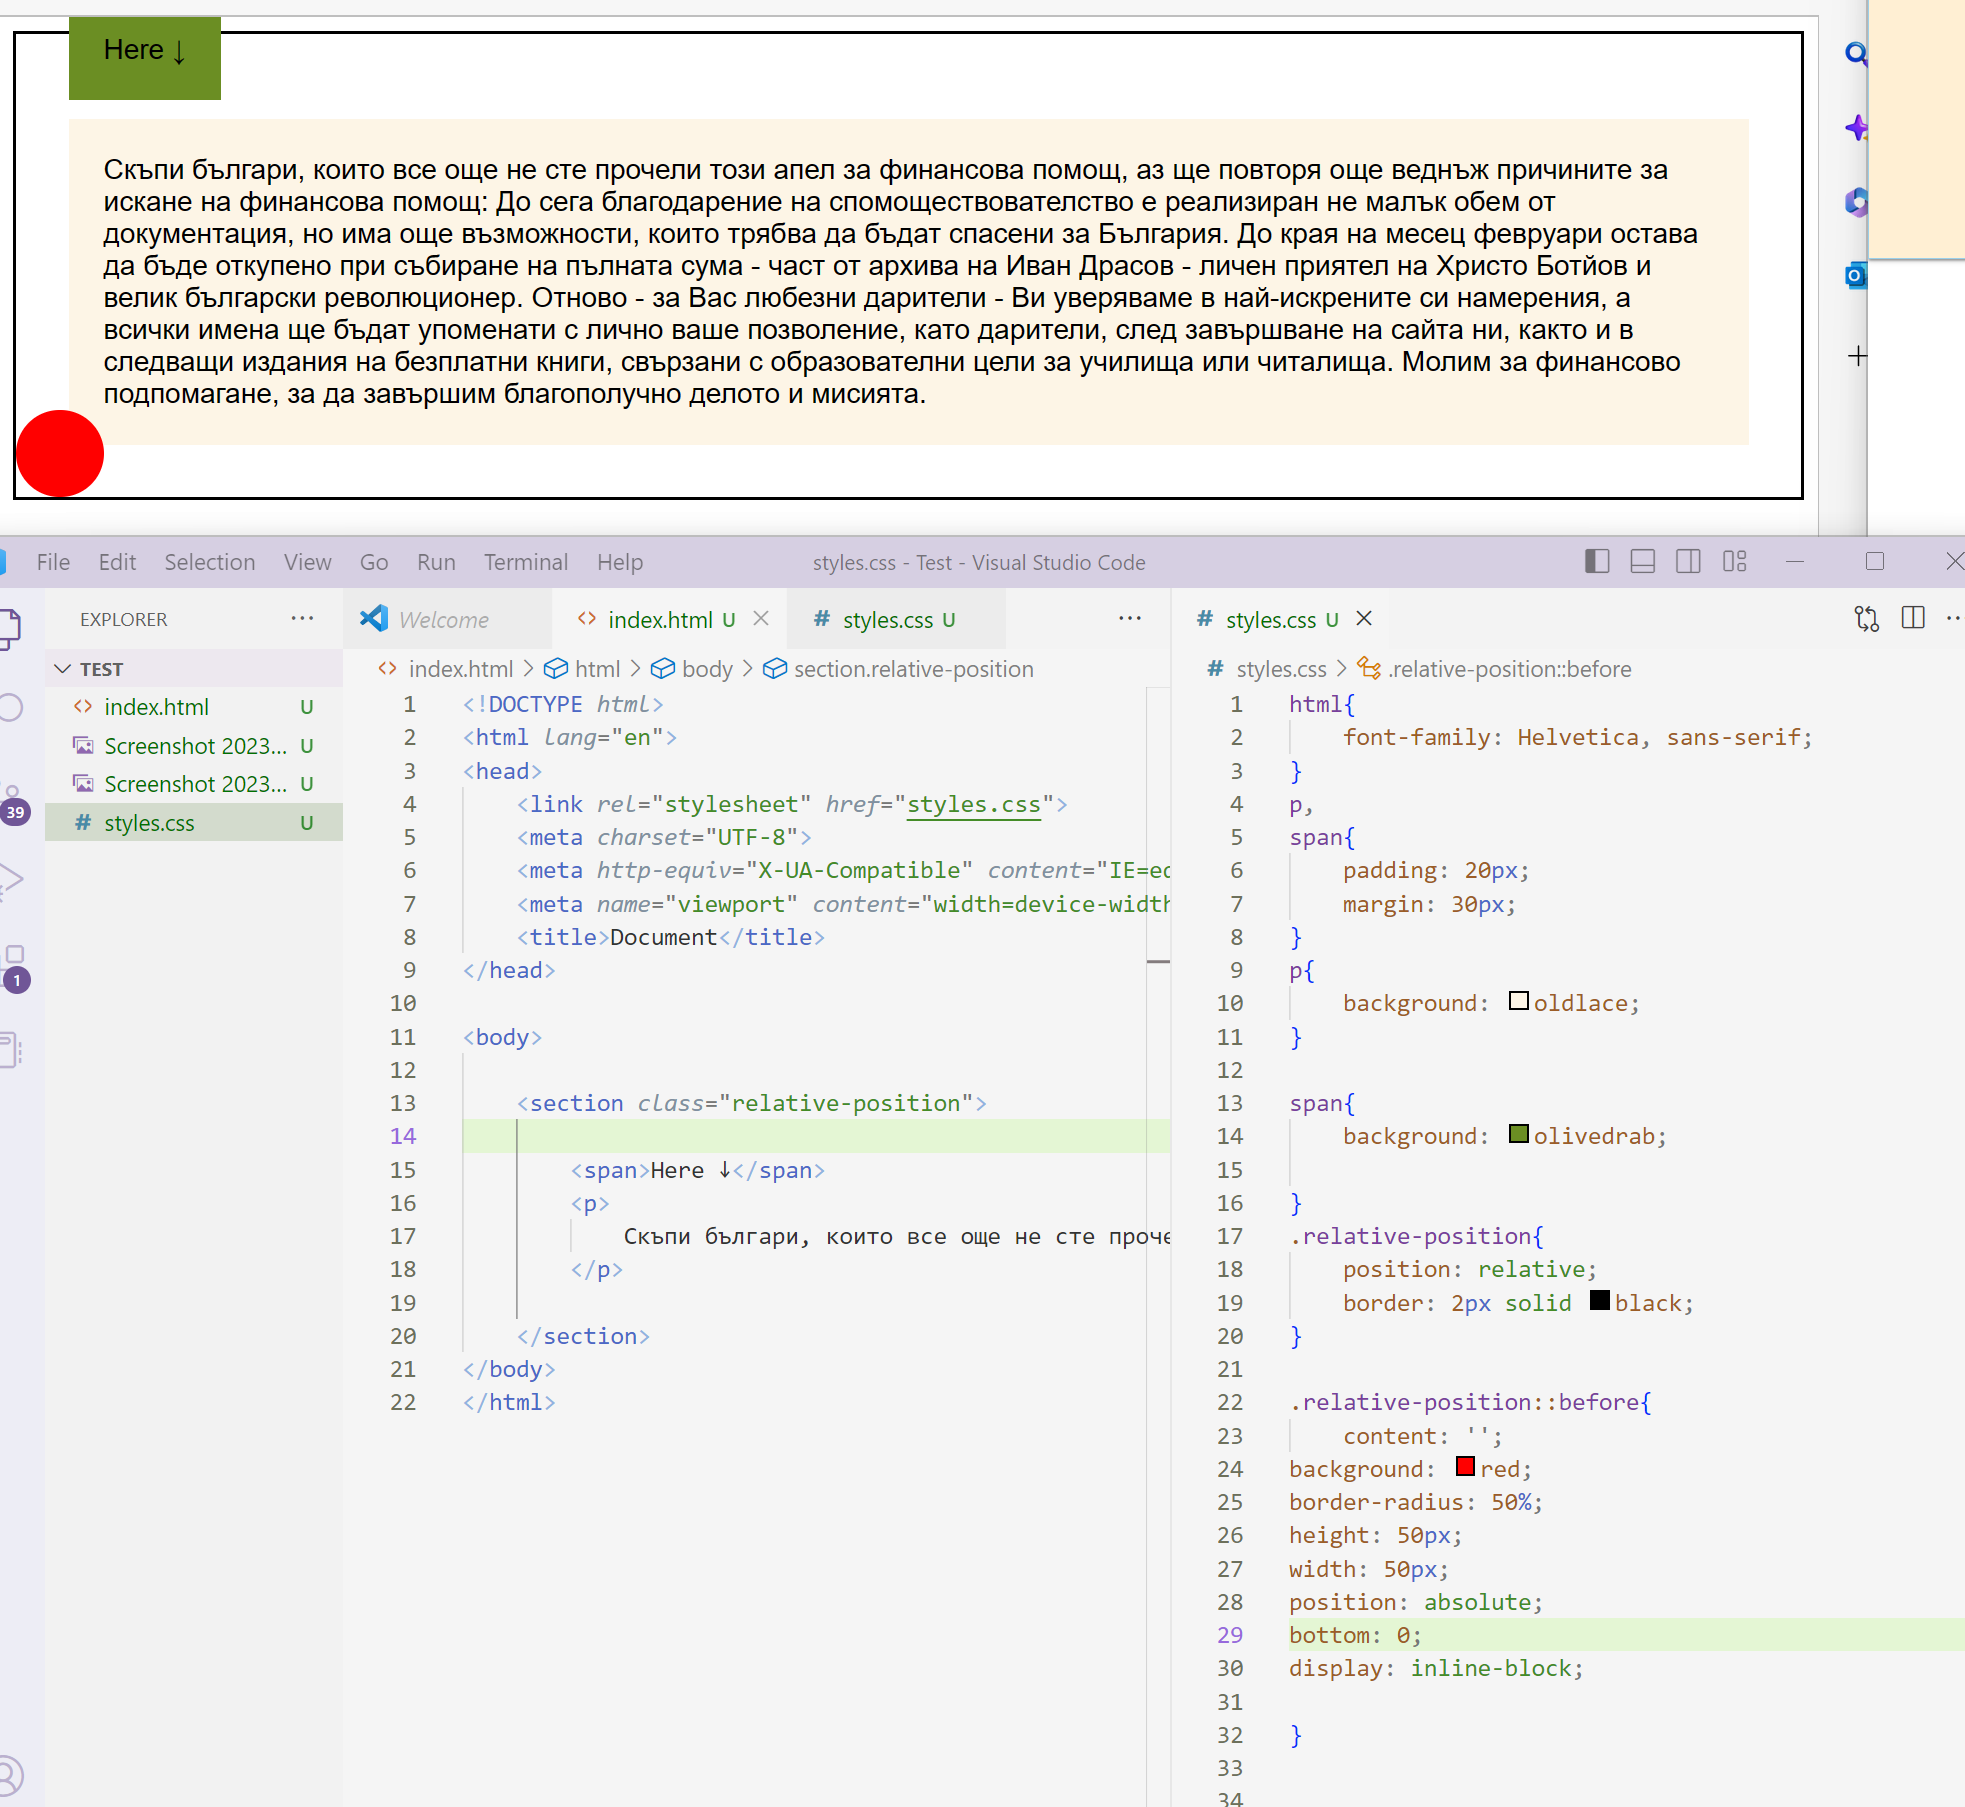 Here ↓
Скъпи българи, които все още не сте прочели този апел за финансова помощ, аз ще повторя още веднъж причините за
искане на финансова помощ: До сега благодарение на спомоществователство е реализиран не малък обем от
документация, но има още възможности, които трябва да бъдат спасени за България. До края на месец февруари остава
да бъде откупено при събиране на пълната сума - част от архива на Иван Драсов - личен приятел на Христо Ботйов и
велик български революционер. Отново - за Вас любезни дарители - Ви уверяваме в най-искрените си намерения, а
всички имена ще бъдат упоменати с лично ваше позволение, като дарители, след завършване на сайта ни, както и в
следващи издания на безплатни книги, свързани с образователни цели за училища или читалища. Молим за финансово
подпомагане, за да завършим благополучно делото и мисията.
File Edit Selection View Go Run Terminal Help styles.css - Test - Visual Studio Code
EXPLORER ···
TEST
<> index.html U
Screenshot 2023... U
Screenshot 2023... U
# styles.css U
39
1
Welcome <> index.html U # styles.css U ···
<> index.html > html > body > section.relative-position
1 <!DOCTYPE html>
2 <html lang="en">
3 <head>
4 <link rel="stylesheet" href="styles.css">
5 <meta charset="UTF-8">
6 <meta http-equiv="X-UA-Compatible" content="IE=ed
7 <meta name="viewport" content="width=device-width
8 <title>Document</title>
9 </head>
10
11 <body>
12
13 <section class="relative-position">
14
15 <span>Here ↓</span>
16 <p>
17 Скъпи българи, които все още не сте проче
18 </p>
19
20 </section>
21 </body>
22 </html>
# styles.css U
# styles.css > .relative-position::before
1 html{
2 font-family: Helvetica, sans-serif;
3 }
4 p,
5 span{
6 padding: 20px;
7 margin: 30px;
8 }
9 p{
10 background: oldlace;
11 }
12
13 span{
14 background: olivedrab;
15
16 }
17 .relative-position{
18 position: relative;
19 border: 2px solid black;
20 }
21
22 .relative-position::before{
23 content: '';
24 background: red;
25 border-radius: 50%;
26 height: 50px;
27 width: 50px;
28 position: absolute;
29 bottom: 0;
30 display: inline-block;
31
32 }
33
34